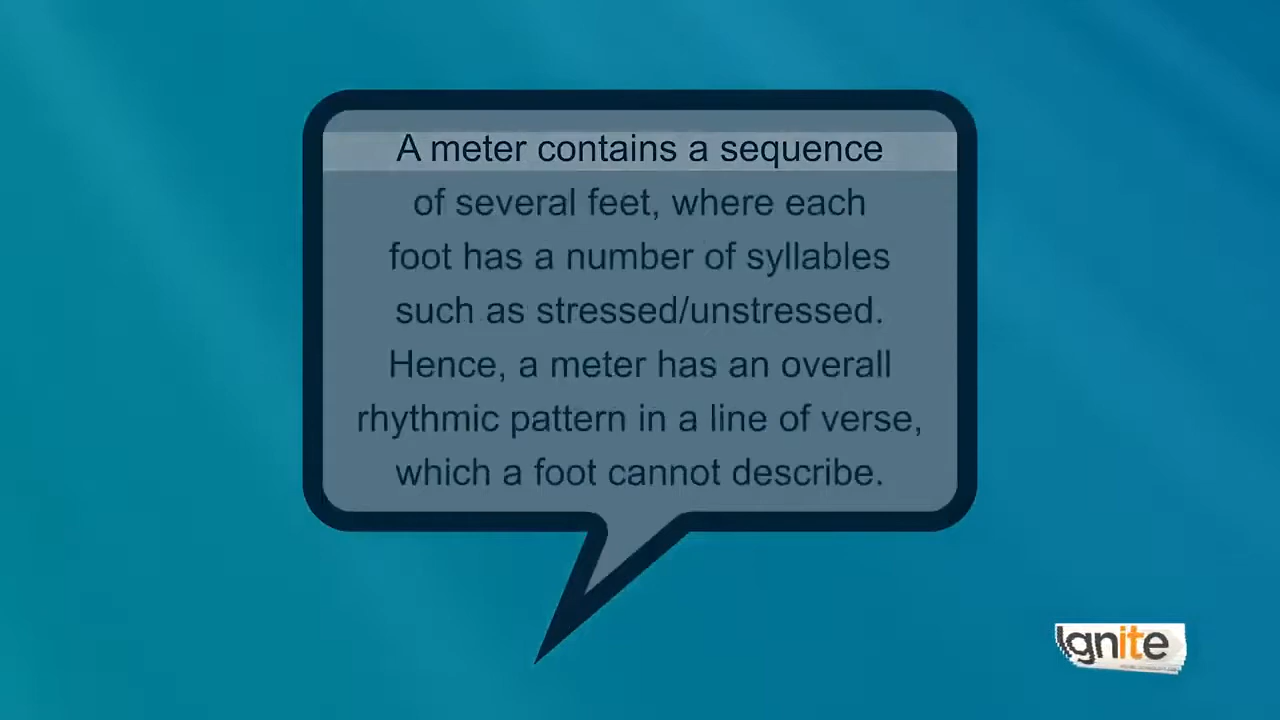 A meter contains a sequence
of several feet, where each
foot has a number of syllables
such as stressed/unstressed.
Hence, a meter has an overall
rhythmic pattern in a line of verse,
which a foot cannot describe.
Ignite